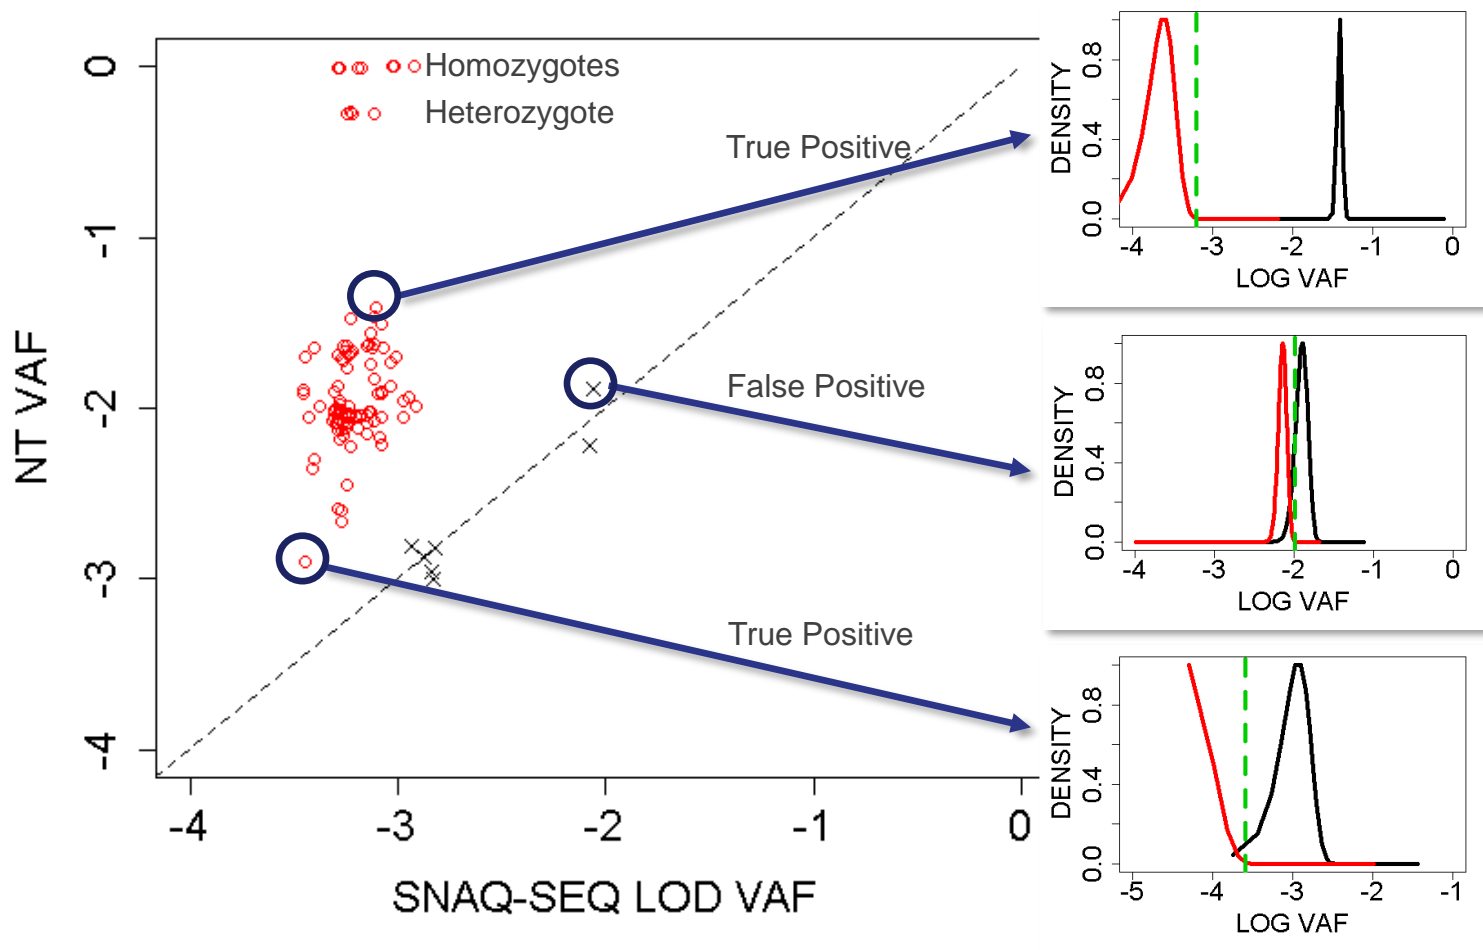 0
-1
-2
-3
-4
NT VAF
-4
-3
-2
-1
0
SNAQ-SEQ LOD VAF
Homozygotes
Heterozygote
True Positive
False Positive
True Positive
DENSITY
0.0
0.4
0.8
-4
-3
-2
-1
0
LOG VAF
DENSITY
0.0
0.4
0.8
-4
-3
-2
-1
0
LOG VAF
DENSITY
0.0
0.4
0.8
-5
-4
-3
-2
-1
LOG VAF